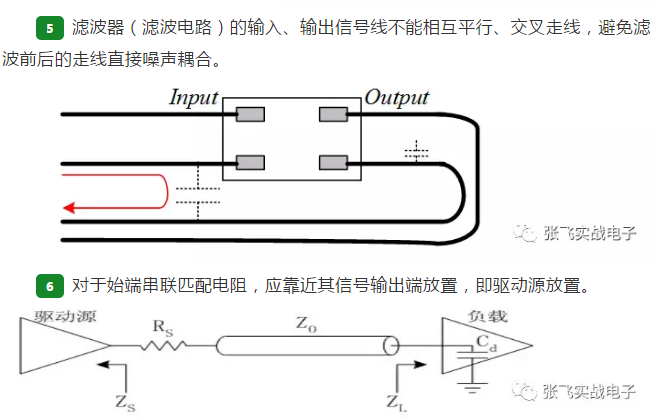 5 滤波器（滤波电路）的输入、输出信号线不能相互平行、交叉走线，避免滤
波前后的走线直接噪声耦合。
Input Output
张飞实战电子
6 对于始端串联匹配电阻，应靠近其信号输出端放置，即驱动源放置。
驱动源 RS Z0 负载
Cd
ZS ZL
张飞实战电子